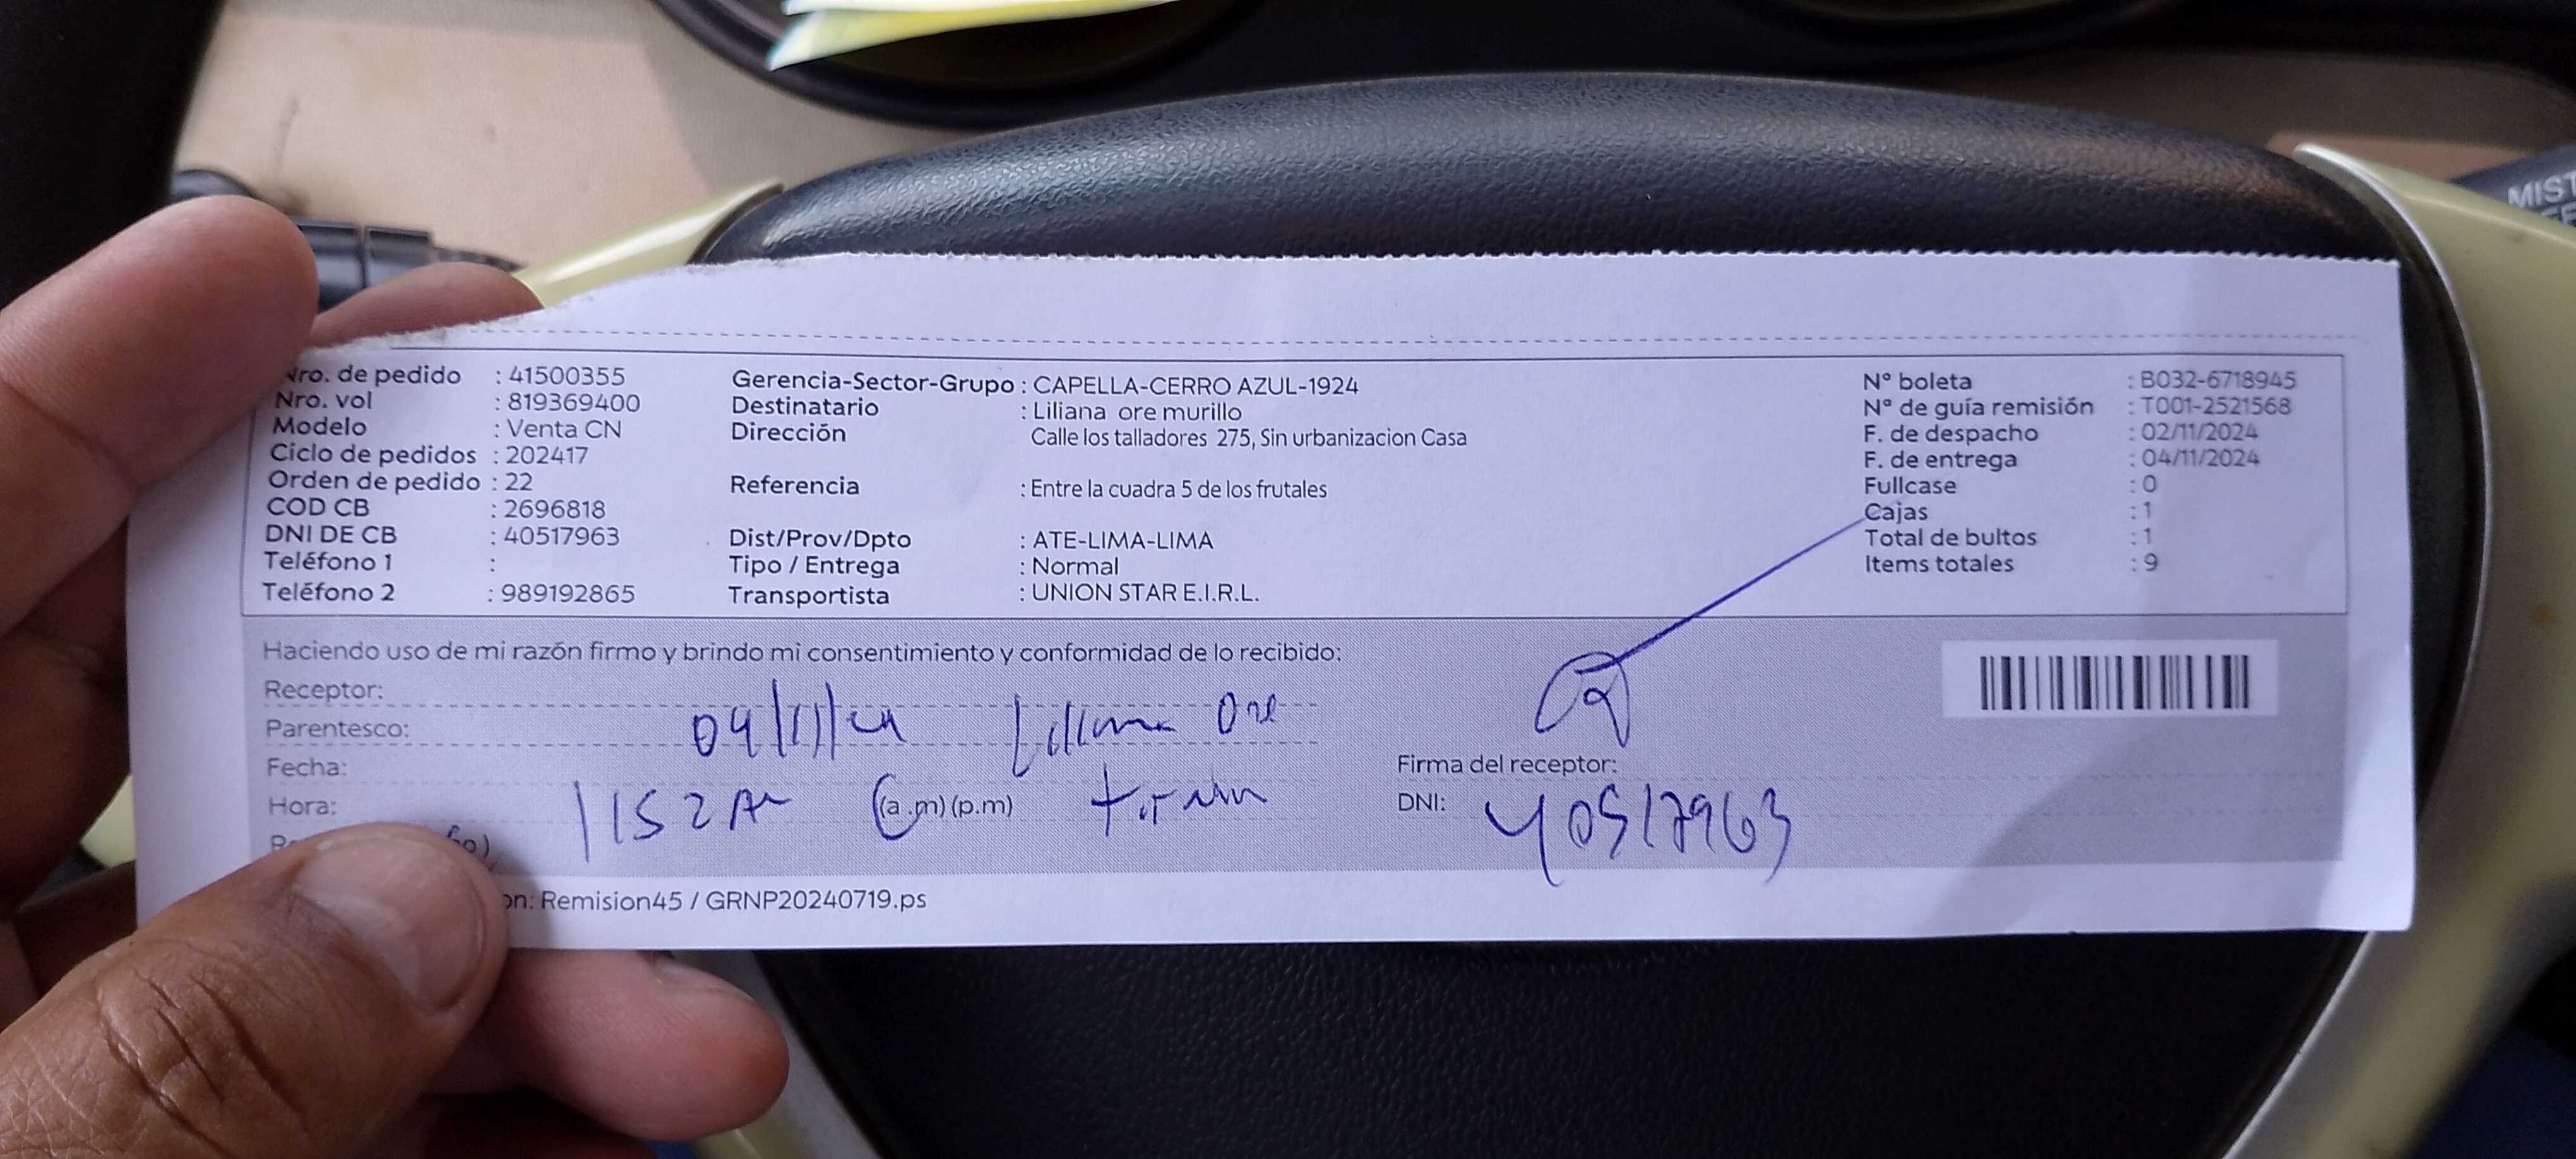 Nro. de pedido : 41500355
Nro. vol : 819369400
Modelo : Venta CN
Ciclo de pedidos : 202417
Orden de pedido : 22
COD CB : 2696818
DNI DE CB : 40517963
Teléfono 1 :
Teléfono 2 : 989192865
Gerencia-Sector-Grupo : CAPELLA-CERRO AZUL-1924
Destinatario : Liliana ore murillo
Dirección Calle los talladores 275, Sin urbanizacion Casa
Referencia : Entre la cuadra 5 de los frutales
Dist/Prov/Dpto : ATE-LIMA-LIMA
Tipo / Entrega : Normal
Transportista : UNION STAR E.I.R.L.
N° boleta : B032-6718945
N° de guía remisión : T001-2521568
F. de despacho : 02/11/2024
F. de entrega : 04/11/2024
Fullcase : 0
Cajas : 1
Total de bultos : 1
Items totales : 9
Haciendo uso de mi razón firmo y brindo mi consentimiento y conformidad de lo recibido:
Receptor:
Parentesco: 04/11/24 Liliana Ore
Fecha:
Hora: 1152 (a.m) (p.m)
Firma del receptor:
DNI: 40517963
on: Remision45 / GRNP20240719.ps
MIST